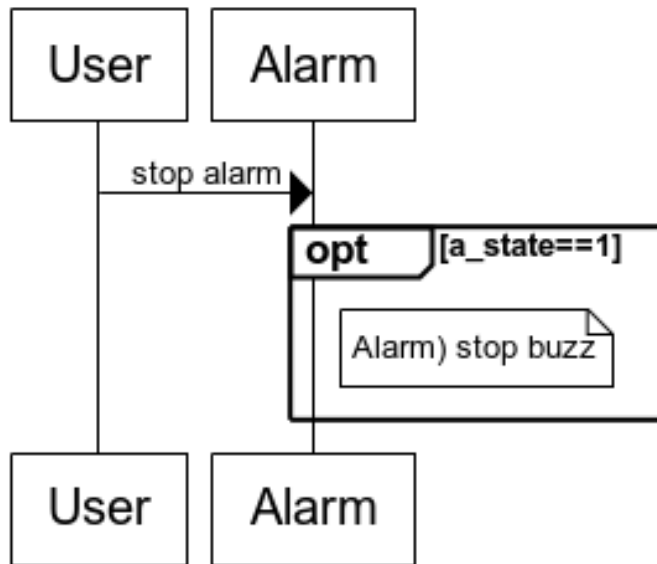 User Alarm
stop alarm
opt [a_state==1]
Alarm) stop buzz
User Alarm